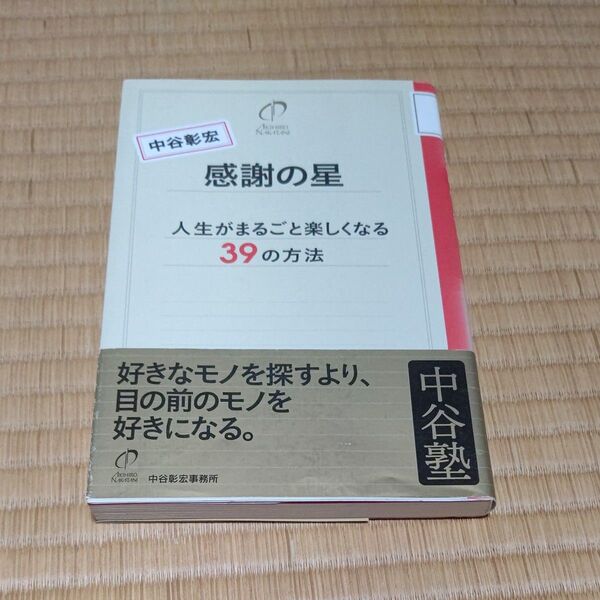 AKIHIRO
NAKATANI
中谷彰宏
感謝の星
人生がまるごと楽しくなる
39の方法
好きなモノを探すより、
目の前のモノを
好きになる。
中谷塾
AKIHIRO
NAKATANI
中谷彰宏事務所